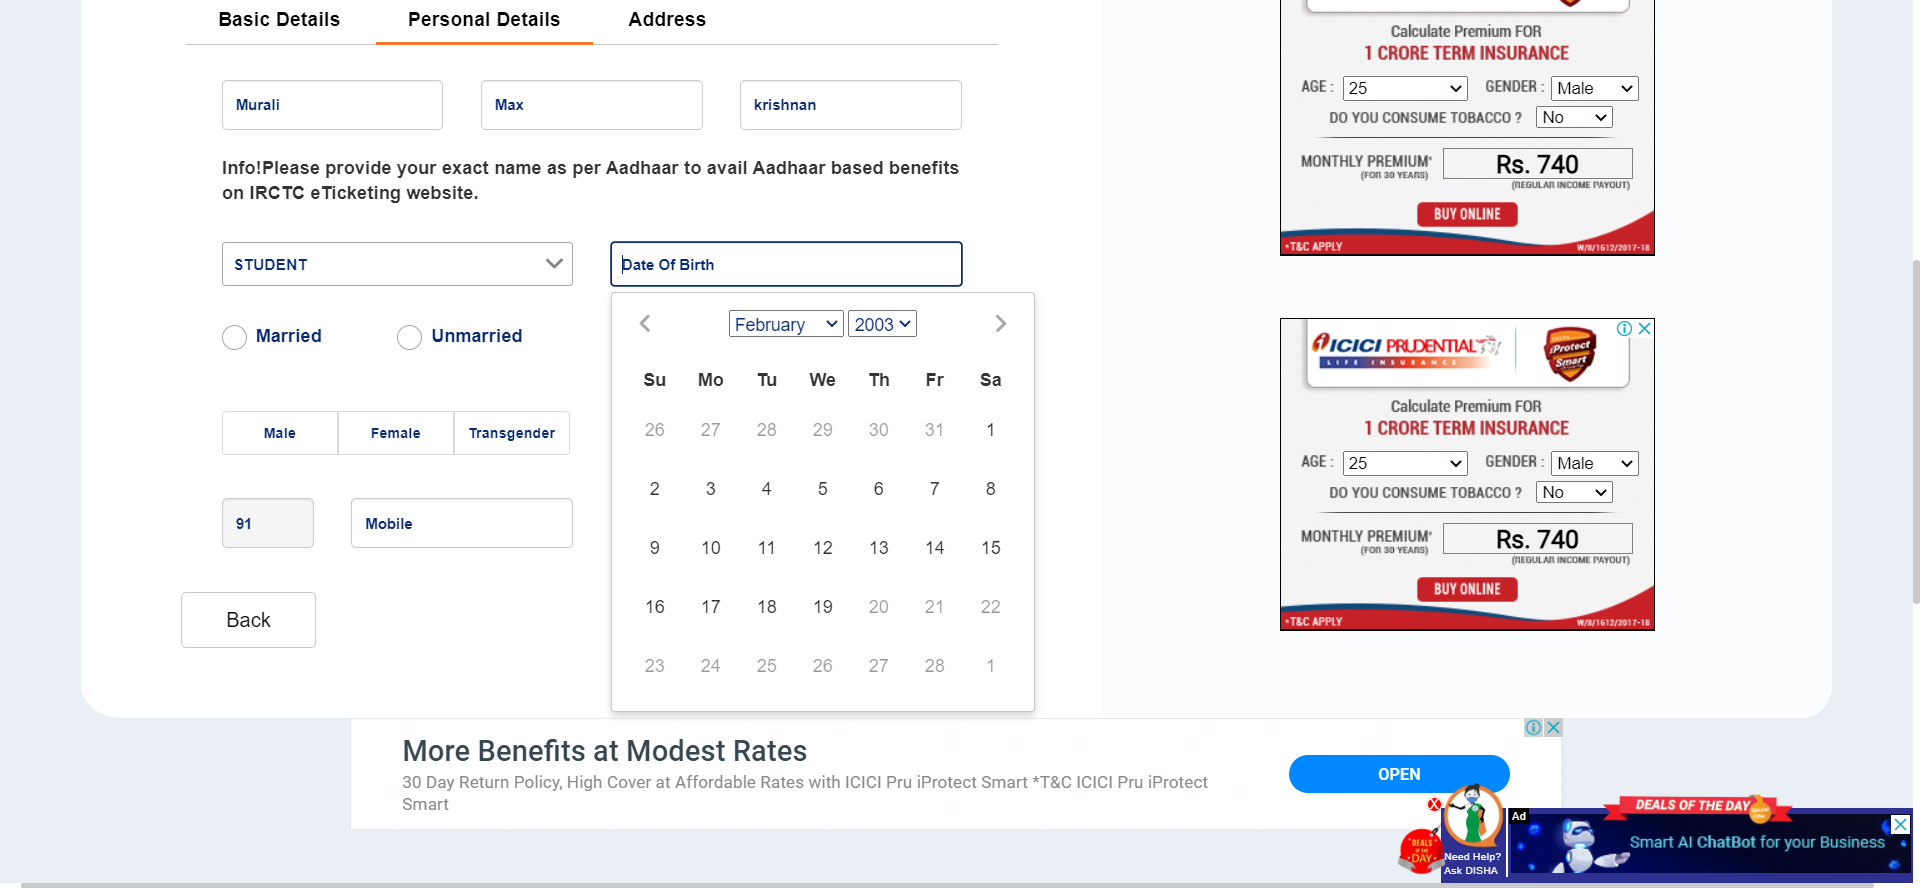 Basic Details
Personal Details
Address
Murali
Max
krishnan
Info!Please provide your exact name as per Aadhaar to avail Aadhaar based benefits
on IRCTC eTicketing website.
STUDENT
Date Of Birth
Married
Unmarried
February
2003
Su Mo Tu We Th Fr Sa
26 27 28 29 30 31 1
2 3 4 5 6 7 8
9 10 11 12 13 14 15
16 17 18 19 20 21 22
23 24 25 26 27 28 1
Male
Female
Transgender
91
Mobile
Back
Calculate Premium FOR
1 CRORE TERM INSURANCE
AGE : 25 GENDER : Male
DO YOU CONSUME TOBACCO ? No
MONTHLY PREMIUM* Rs. 740
(FOR 30 YEARS)
(REGULAR INCOME PAYOUT)
BUY ONLINE
*T&C APPLY
W/II/1612/2017-18
ICICI PRUDENTIAL
LIFE INSURANCE
iProtect
Smart
Calculate Premium FOR
1 CRORE TERM INSURANCE
AGE : 25 GENDER : Male
DO YOU CONSUME TOBACCO ? No
MONTHLY PREMIUM* Rs. 740
(FOR 30 YEARS)
(REGULAR INCOME PAYOUT)
BUY ONLINE
*T&C APPLY
W/II/1612/2017-18
More Benefits at Modest Rates
30 Day Return Policy, High Cover at Affordable Rates with ICICI Pru iProtect Smart *T&C ICICI Pru iProtect
Smart
OPEN
X
DEALS
OF THE
DAY
Need Help?
Ask DISHA
Ad
DEALS OF THE DAY
Smart AI ChatBot for your Business